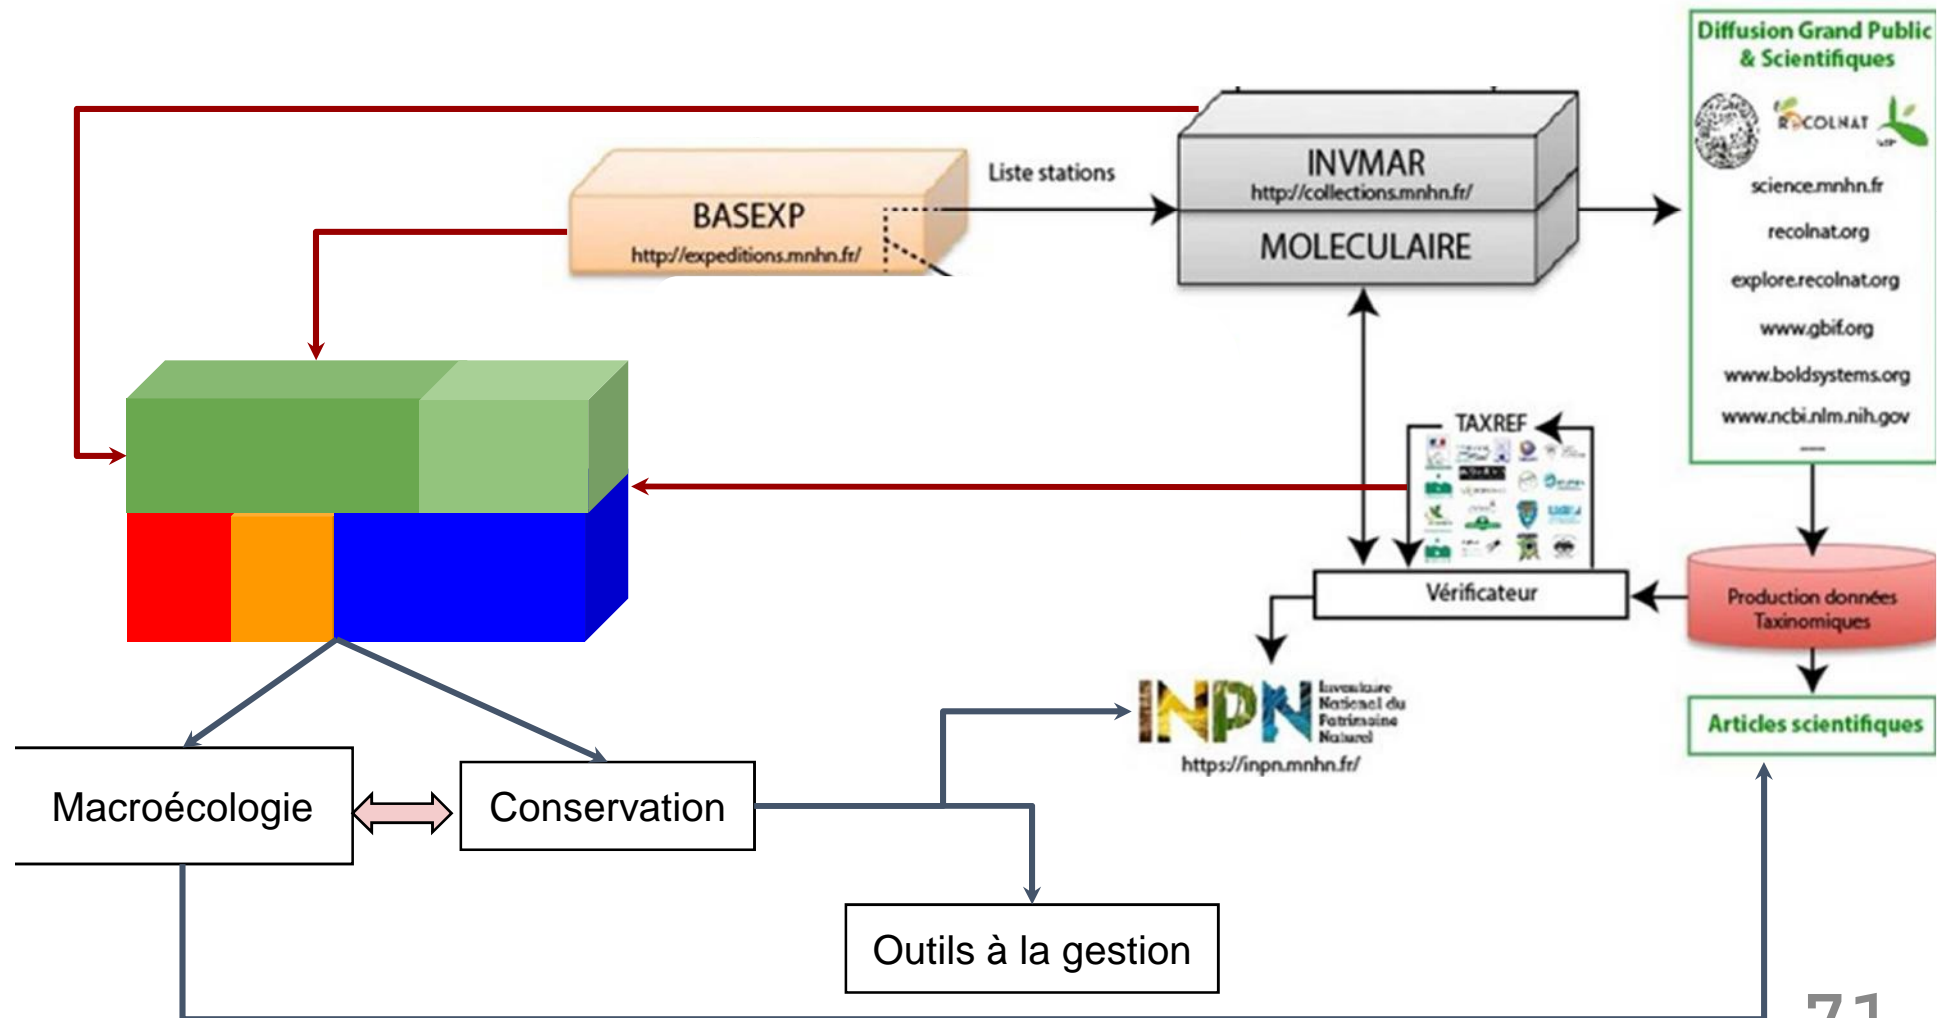 Diffusion Grand Public
& Scientifiques
RECOLNAT
science.mnhn.fr
recolnat.org
explore.recolnat.org
www.gbif.org
www.boldsystems.org
www.ncbi.nlm.nih.gov
INVMAR
http://collections.mnhn.fr/
MOLECULAIRE
Liste stations
BASEXP
http://expeditions.mnhn.fr/
TAXREF
Vérificateur
Production données
Taxinomiques
INPN
Inventaire
National du
Patrimoine
Naturel
https://inpn.mnhn.fr/
Articles scientifiques
Macroécologie
Conservation
Outils à la gestion
71